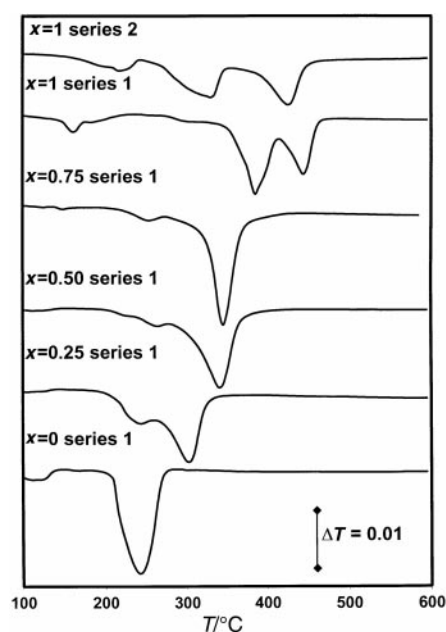 x=1 series 2
x=1 series 1
x=0.75 series 1
x=0.50 series 1
x=0.25 series 1
x=0 series 1
ΔT = 0.01
100 200 300 400 500 600
T/°C